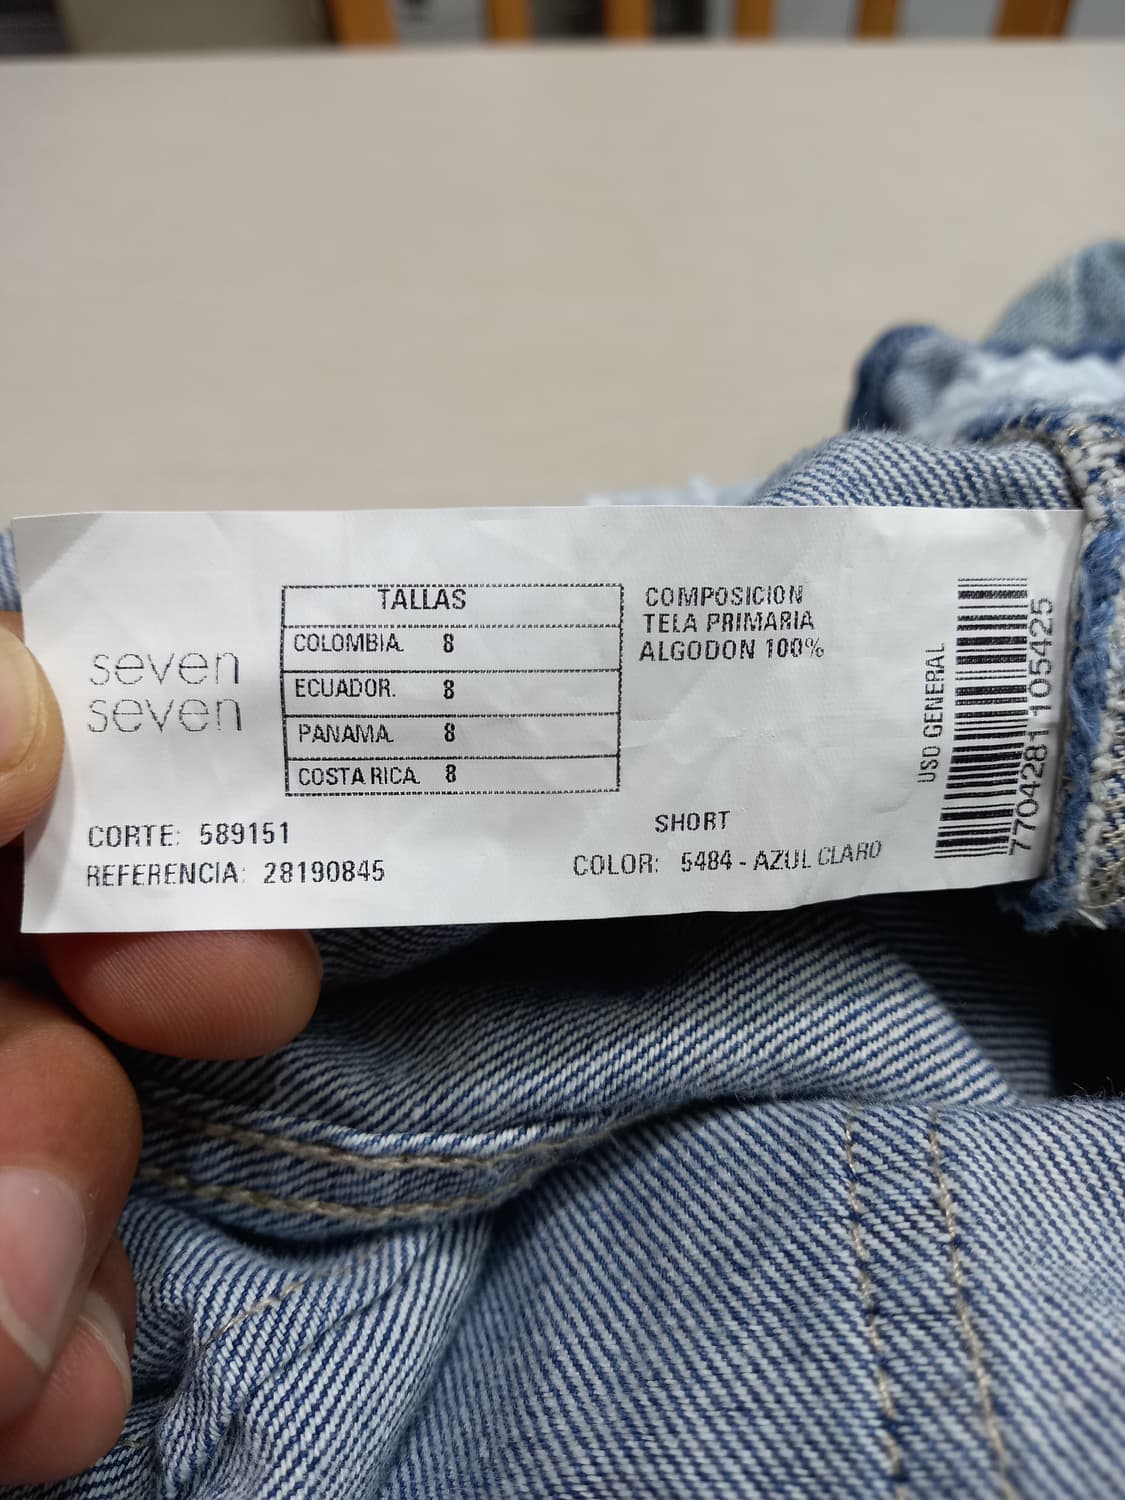 seven
seven
TALLAS
COLOMBIA. 8
ECUADOR. 8
PANAMA. 8
COSTA RICA. 8
COMPOSICION
TELA PRIMARIA
ALGODON 100%
CORTE: 589151
REFERENCIA: 28190845
SHORT
COLOR: 5484 - AZUL CLARO
USO GENERAL
7704281105425